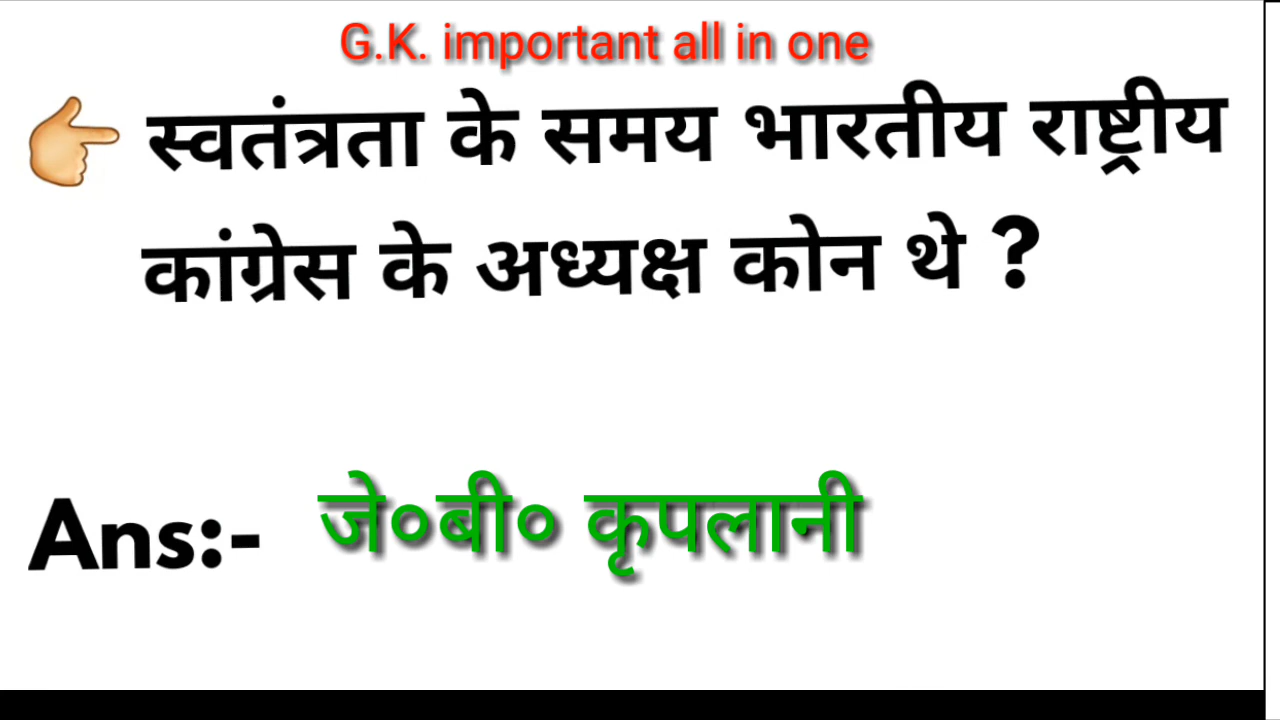 G.K. important all in one
👉 स्वतंत्रता के समय भारतीय राष्ट्रीय
कांग्रेस के अध्यक्ष कोन थे ?
Ans:- जे०बी० कृपलानी